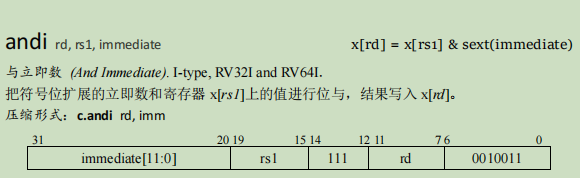 andi rd, rs1, immediate x[rd] = x[rs1] & sext(immediate)
与立即数 (And Immediate). I-type, RV32I and RV64I.
把符号位扩展的立即数和寄存器 x[rs1]上的值进行位与，结果写入 x[rd]。
压缩形式：c.andi rd, imm
31 20 19 15 14 12 11 7 6 0
immediate[11:0] rs1 111 rd 0010011